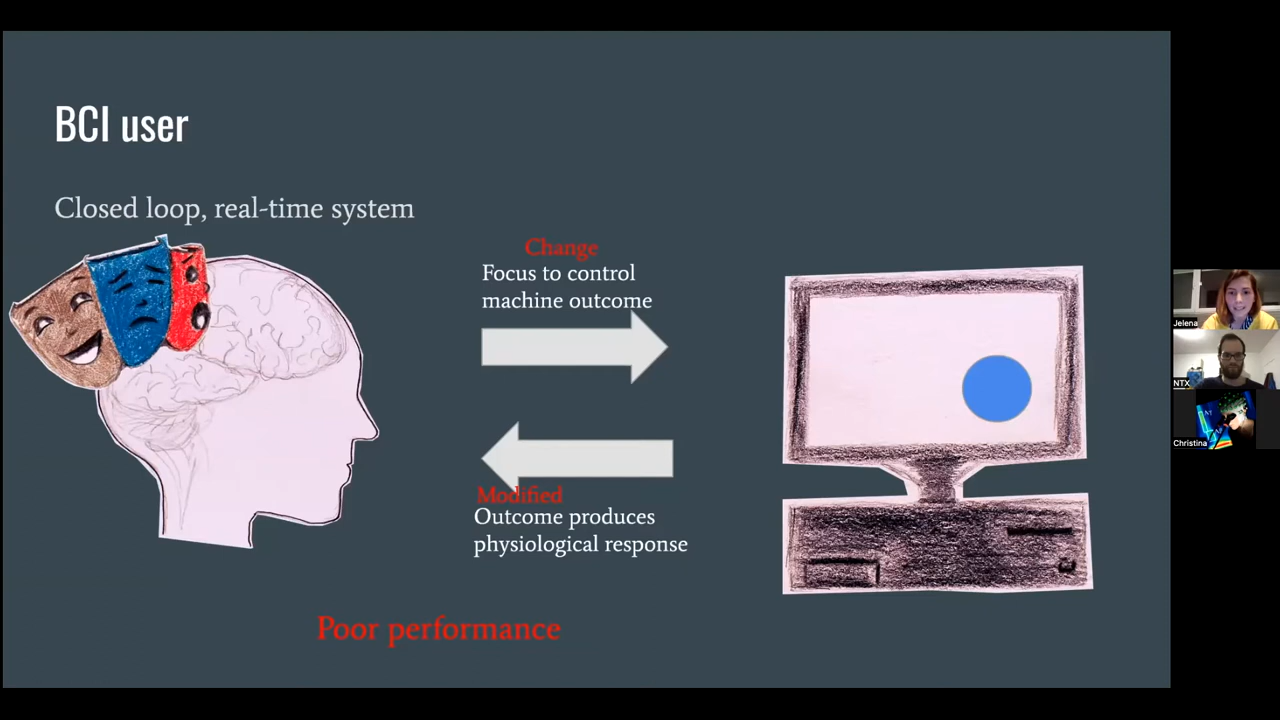 BCI user
Closed loop, real-time system
Change
Focus to control
machine outcome
Modified
Outcome produces
physiological response
Poor performance
Jelena
NTX
Christina